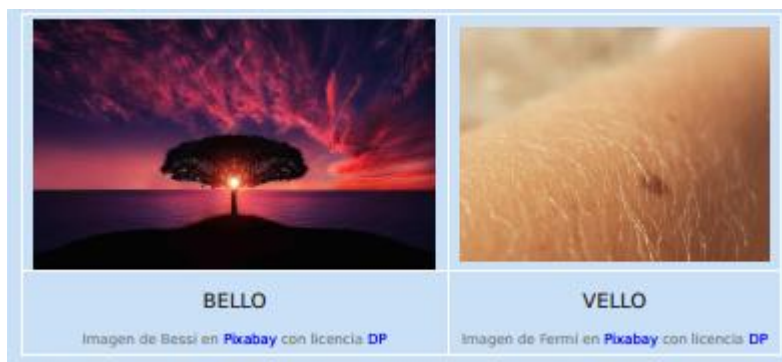 BELLO
VELLO
Imagen de Bessi en Pixabay con licencia DP
Imagen de Fermi en Pixabay con licencia DP